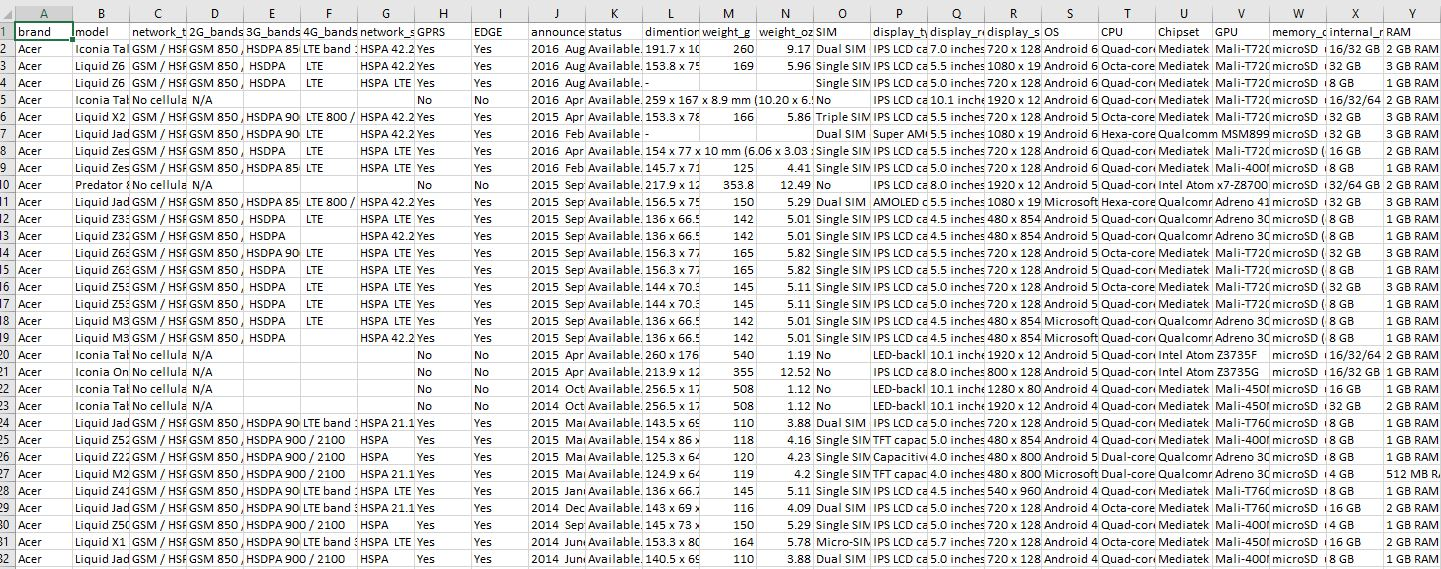 A B C D E F G H I J K L M N O P Q R S T U V W X Y
1 brand model network_t 2G_bands 3G_bands 4G_bands network_s GPRS EDGE announce status dimention weight_g weight_oz SIM display_ty display_re display_s OS CPU Chipset GPU memory_c internal_r RAM
2 Acer Iconia Tal GSM / HSF GSM 850 / HSDPA 85 LTE band HSPA 42.2 Yes Yes 2016 Aug Available. 191.7 x 10 260 9.17 Dual SIM IPS LCD ca 7.0 inches 720 x 128 Android 6 Quad-core Mediatek Mali-T720 microSD 16/32 GB 2 GB RAM
3 Acer Liquid Z6 GSM / HSF GSM 850 / HSDPA LTE HSPA 42.2 Yes Yes 2016 Aug Available. 153.8 x 75 169 5.96 Single SIM IPS LCD ca 5.5 inches 1080 x 19 Android 6 Octa-core Mediatek Mali-T720 microSD 32 GB 3 GB RAM
4 Acer Liquid Z6 GSM / HSF GSM 850 / HSDPA LTE HSPA 42.2 Yes Yes 2016 Aug Available. - Single SIM IPS LCD ca 5.0 inches 720 x 128 Android 6 Quad-core Mediatek Mali-T720 microSD 8 GB 1 GB RAM
5 Acer Iconia Tab No cellula N/A No No 2016 Apr Available. 259 x 167 x 8.9 mm (10.20 x 6. No IPS LCD ca 10.1 inche 1920 x 12 Android 6 Quad-core Mediatek Mali-T720 microSD 16/32/64 2 GB RAM
6 Acer Liquid X2 GSM / HSF GSM 850 / HSDPA 90 LTE 800 / HSPA 42.2 Yes Yes 2015 Apr Available. 153.3 x 78 166 5.86 Triple SIM IPS LCD ca 5.5 inches 720 x 128 Android 5 Octa-core Mediatek Mali-T720 microSD 32 GB 3 GB RAM
7 Acer Liquid Jad GSM / HSF GSM 850 / HSDPA 90 LTE HSPA 42.2 Yes Yes 2016 Feb Available. - Dual SIM Super AM 5.5 inches 1080 x 19 Android 6 Hexa-core Qualcomm MSM899 microSD 32 GB 3 GB RAM
8 Acer Liquid Zes GSM / HSF GSM 850 / HSDPA LTE HSPA 42.2 Yes Yes 2016 Apr Available. 154 x 77 x 10 mm (6.06 x 3.03 Single SIM IPS LCD ca 5.5 inches 720 x 128 Android 6 Quad-core Mediatek Mali-T720 microSD ( 16 GB 2 GB RAM
9 Acer Liquid Zes GSM / HSF GSM 850 / HSDPA 85 LTE HSPA 42.2 Yes Yes 2016 Feb Available. 145.7 x 71 125 4.41 Single SIM IPS LCD ca 5.0 inches 720 x 128 Android 6 Quad-core Mediatek Mali-400 microSD 8 GB 1 GB RAM
10 Acer Predator 8 No cellula N/A No No 2015 Sep Available. 217.9 x 12 353.8 12.49 No IPS LCD ca 8.0 inches 1920 x 12 Android 5 Quad-core Intel Atom x7-Z8700 microSD 32/64 GB 2 GB RAM
11 Acer Liquid Jad GSM / HSF GSM 850 / HSDPA 85 LTE 800 / HSPA 42.2 Yes Yes 2015 Sep Available. 156.5 x 75 150 5.29 Dual SIM AMOLED c 5.5 inches 1080 x 19 Microsoft Hexa-core Qualcomm Adreno 41 microSD 32 GB 3 GB RAM
12 Acer Liquid Z33 GSM / HSF GSM 850 / HSDPA LTE HSPA LTE Yes Yes 2015 Sep Available. 136 x 66.5 142 5.01 Single SIM IPS LCD ca 4.5 inches 480 x 854 Android 5 Quad-core Qualcomm Adreno 30 microSD ( 8 GB 1 GB RAM
13 Acer Liquid Z32 GSM / HSF GSM 850 / HSDPA HSPA 42.2 Yes Yes 2015 Sep Available. 136 x 66.5 142 5.01 Single SIM IPS LCD ca 4.5 inches 480 x 854 Android 5 Quad-core Qualcomm Adreno 30 microSD ( 8 GB 1 GB RAM
14 Acer Liquid Z63 GSM / HSF GSM 850 / HSDPA 90 LTE HSPA LTE Yes Yes 2015 Sep Available. 156.3 x 77 165 5.82 Single SIM IPS LCD ca 5.5 inches 720 x 128 Android 5 Octa-core Mediatek Mali-T720 microSD ( 32 GB 3 GB RAM
15 Acer Liquid Z63 GSM / HSF GSM 850 / HSDPA LTE HSPA LTE Yes Yes 2015 Sep Available. 156.3 x 77 165 5.82 Single SIM IPS LCD ca 5.5 inches 720 x 128 Android 5 Quad-core Mediatek Mali-T720 microSD ( 8 GB 1 GB RAM
16 Acer Liquid Z53 GSM / HSF GSM 850 / HSDPA LTE HSPA LTE Yes Yes 2015 Sep Available. 144 x 70.3 145 5.11 Single SIM IPS LCD ca 5.0 inches 720 x 128 Android 5 Octa-core Mediatek Mali-T720 microSD ( 32 GB 3 GB RAM
17 Acer Liquid Z53 GSM / HSF GSM 850 / HSDPA LTE HSPA LTE Yes Yes 2015 Sep Available. 144 x 70.3 145 5.11 Single SIM IPS LCD ca 5.0 inches 720 x 128 Android 5 Quad-core Mediatek Mali-T720 microSD ( 8 GB 1 GB RAM
18 Acer Liquid M3 GSM / HSF GSM 850 / HSDPA LTE HSPA LTE Yes Yes 2015 Sep Available. 136 x 66.5 142 5.01 Single SIM IPS LCD ca 4.5 inches 480 x 854 Microsoft Quad-core Qualcomm Adreno 30 microSD ( 8 GB 1 GB RAM
19 Acer Liquid M3 GSM / HSF GSM 850 / HSDPA HSPA 42.2 Yes Yes 2015 Sep Available. 136 x 66.5 142 5.01 Single SIM IPS LCD ca 4.5 inches 480 x 854 Microsoft Quad-core Qualcomm Adreno 30 microSD ( 8 GB 1 GB RAM
20 Acer Iconia Tab No cellula N/A No No 2015 Apr Available. 260 x 176 540 1.19 No LED-backl 10.1 inche 1920 x 12 Android 5 Quad-core Intel Atom Z3735F microSD 16/32/64 2 GB RAM
21 Acer Iconia On No cellula N/A No No 2015 Apr Available. 213.9 x 12 355 12.52 No IPS LCD ca 8.0 inches 800 x 128 Android 5 Quad-core Intel Atom Z3735G microSD 16/32 GB 1 GB RAM
22 Acer Iconia Tab No cellula N/A No No 2014 Oct Available. 256.5 x 17 508 1.12 No LED-backl 10.1 inche 1280 x 80 Android 4 Quad-core Mediatek Mali-450 microSD 16 GB 2 GB RAM
23 Acer Iconia Tab No cellula N/A No No 2014 Oct Available. 256.5 x 17 508 1.12 No LED-backl 10.1 inche 1920 x 12 Android 4 Quad-core Mediatek Mali-450 microSD 32 GB 2 GB RAM
24 Acer Liquid Jad GSM / HSF GSM 850 / HSDPA 90 LTE band HSPA 21.1 Yes Yes 2015 Mar Available. 143.5 x 69 110 3.88 Dual SIM IPS LCD ca 5.0 inches 720 x 128 Android 5 Quad-core Mediatek Mali-T760 microSD 8 GB 1 GB RAM
25 Acer Liquid Z52 GSM / HSF GSM 850 / HSDPA 900 / 2100 HSPA Yes Yes 2015 Mar Available. 154 x 86 x 118 4.16 Single SIM TFT capac 5.0 inches 480 x 854 Android 4 Quad-core Mediatek Mali-400 microSD 8 GB 1 GB RAM
26 Acer Liquid Z22 GSM / HSF GSM 850 / HSDPA 900 / 2100 HSPA Yes Yes 2015 Mar Available. 125.3 x 64 120 4.23 Single SIM Capacitive 4.0 inches 480 x 800 Android 5 Dual-core Qualcomm Adreno 30 microSD 8 GB 1 GB RAM
27 Acer Liquid M2 GSM / HSF GSM 850 / HSDPA 900 / 2100 HSPA 21.1 Yes Yes 2015 Mar Available. 124.9 x 64 119 4.2 Single SIM TFT capac 4.0 inches 480 x 800 Microsoft Quad-core Qualcomm Adreno 30 microSD 4 GB 512 MB RA
28 Acer Liquid Z41 GSM / HSF GSM 850 / HSDPA 90 LTE band HSPA LTE Yes Yes 2015 Janu Available. 136 x 66.7 145 5.11 Single SIM IPS LCD ca 4.5 inches 540 x 960 Android 4 Quad-core Mediatek Mali-T760 microSD 8 GB 1 GB RAM
29 Acer Liquid Jad GSM / HSF GSM 850 / HSDPA 90 LTE band HSPA 21.1 Yes Yes 2014 Dec Available. 143 x 69 x 116 4.09 Dual SIM IPS LCD ca 5.0 inches 720 x 128 Android 4 Octa-core Mediatek Mali-T760 microSD 16 GB 2 GB RAM
30 Acer Liquid Z50 GSM / HSF GSM 850 / HSDPA 900 / 2100 HSPA Yes Yes 2014 Sep Available. 145 x 73 x 150 5.29 Single SIM IPS LCD ca 5.0 inches 720 x 128 Android 4 Quad-core Mediatek Mali-400 microSD 4 GB 1 GB RAM
31 Acer Liquid X1 GSM / HSF GSM 850 / HSDPA 90 LTE band HSPA LTE Yes Yes 2014 June Available. 153.3 x 80 164 5.78 Micro-SIM IPS LCD ca 5.7 inches 720 x 128 Android 4 Octa-core Mediatek Mali-450 microSD 16 GB 2 GB RAM
32 Acer Liquid Jad GSM / HSF GSM 850 / HSDPA 900 / 2100 HSPA Yes Yes 2014 June Available. 140.5 x 69 110 3.88 Dual SIM IPS LCD ca 5.0 inches 720 x 128 Android 4 Quad-core Mediatek Mali-400 microSD 8 GB 1 GB RAM